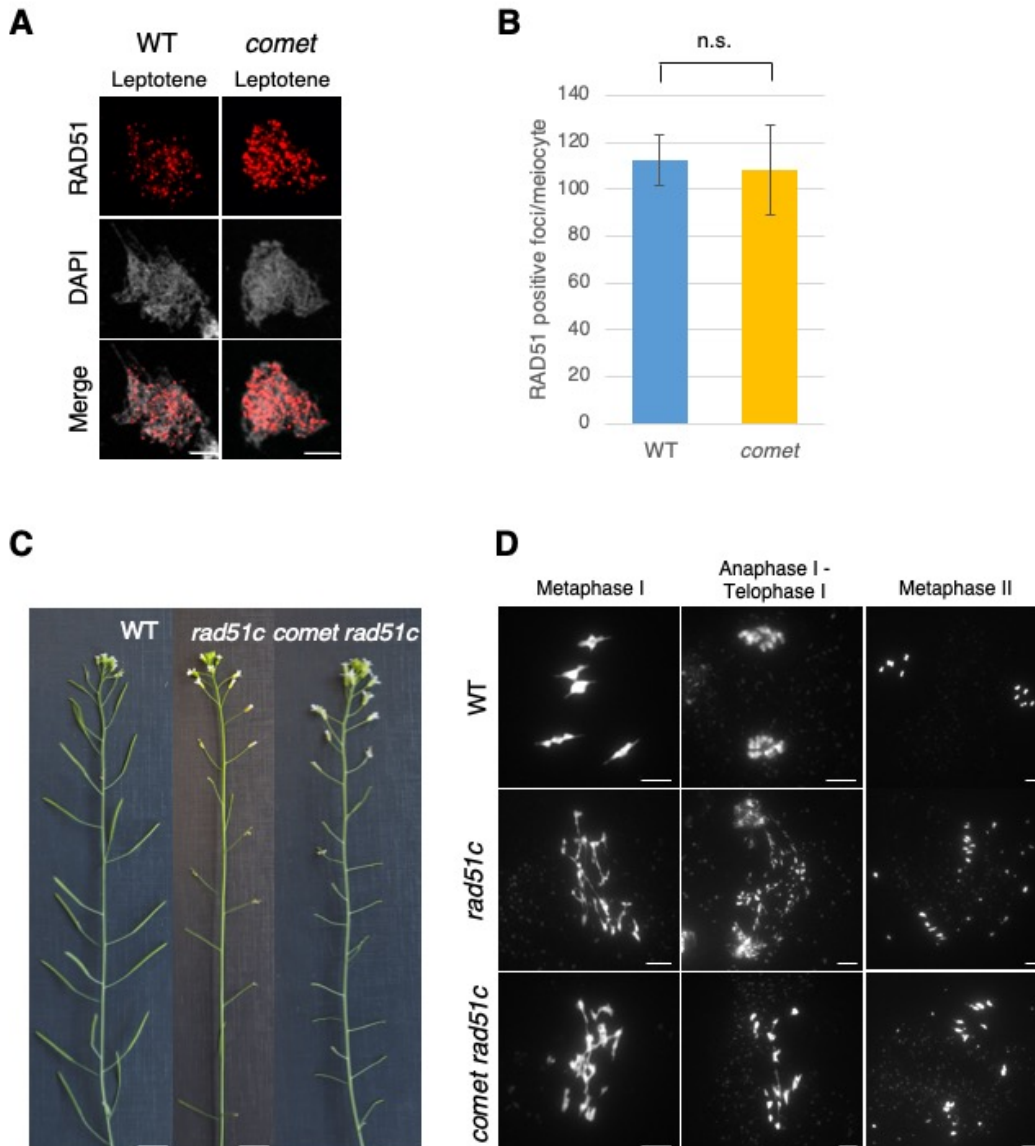 A
WT
comet
Leptotene
Leptotene
RAD51
DAPI
Merge
B
n.s.
RAD51 positive foci/meiocyte
140
120
100
80
60
40
20
0
WT
comet
C
WT
rad51c
comet rad51c
D
Metaphase I
Anaphase I -
Telophase I
Metaphase II
WT
rad51c
comet rad51c